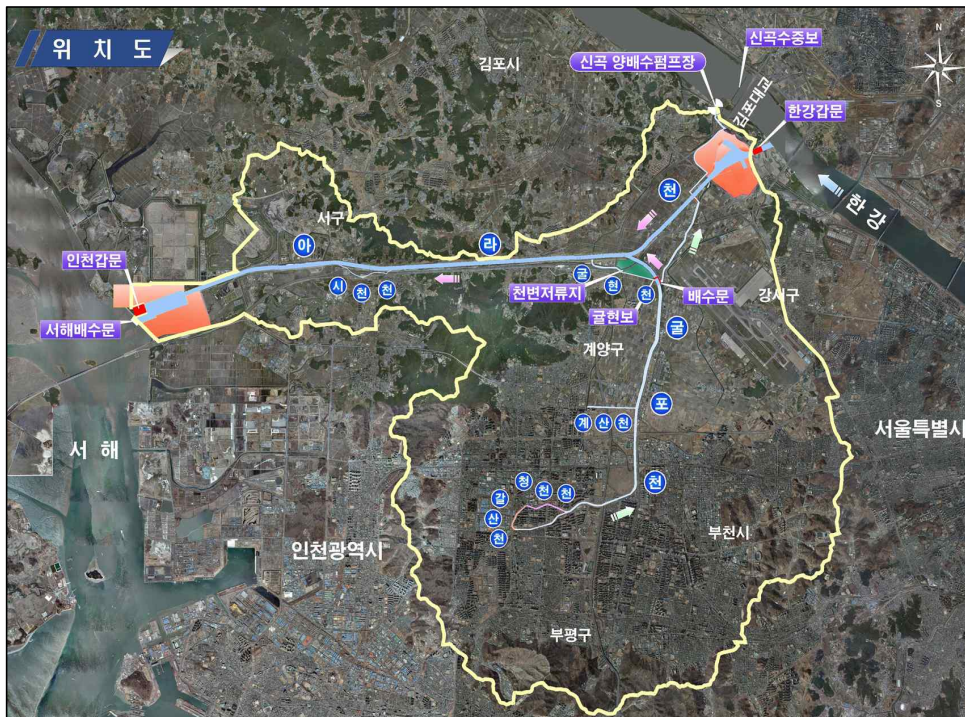 위 치 도
김포시
신곡수중보
신곡 양배수펌프장
김포대교
한강갑문
N
S
한강
서구
아
라
천
시
천
천
인천갑문
서해배수문
굴
현
천
천변저류지
귤현보
배수문
강서구
계양구
굴
포
천
계
산
천
청
천
천
갈
산
천
서 해
인천광역시
서울특별시
부천시
부평구